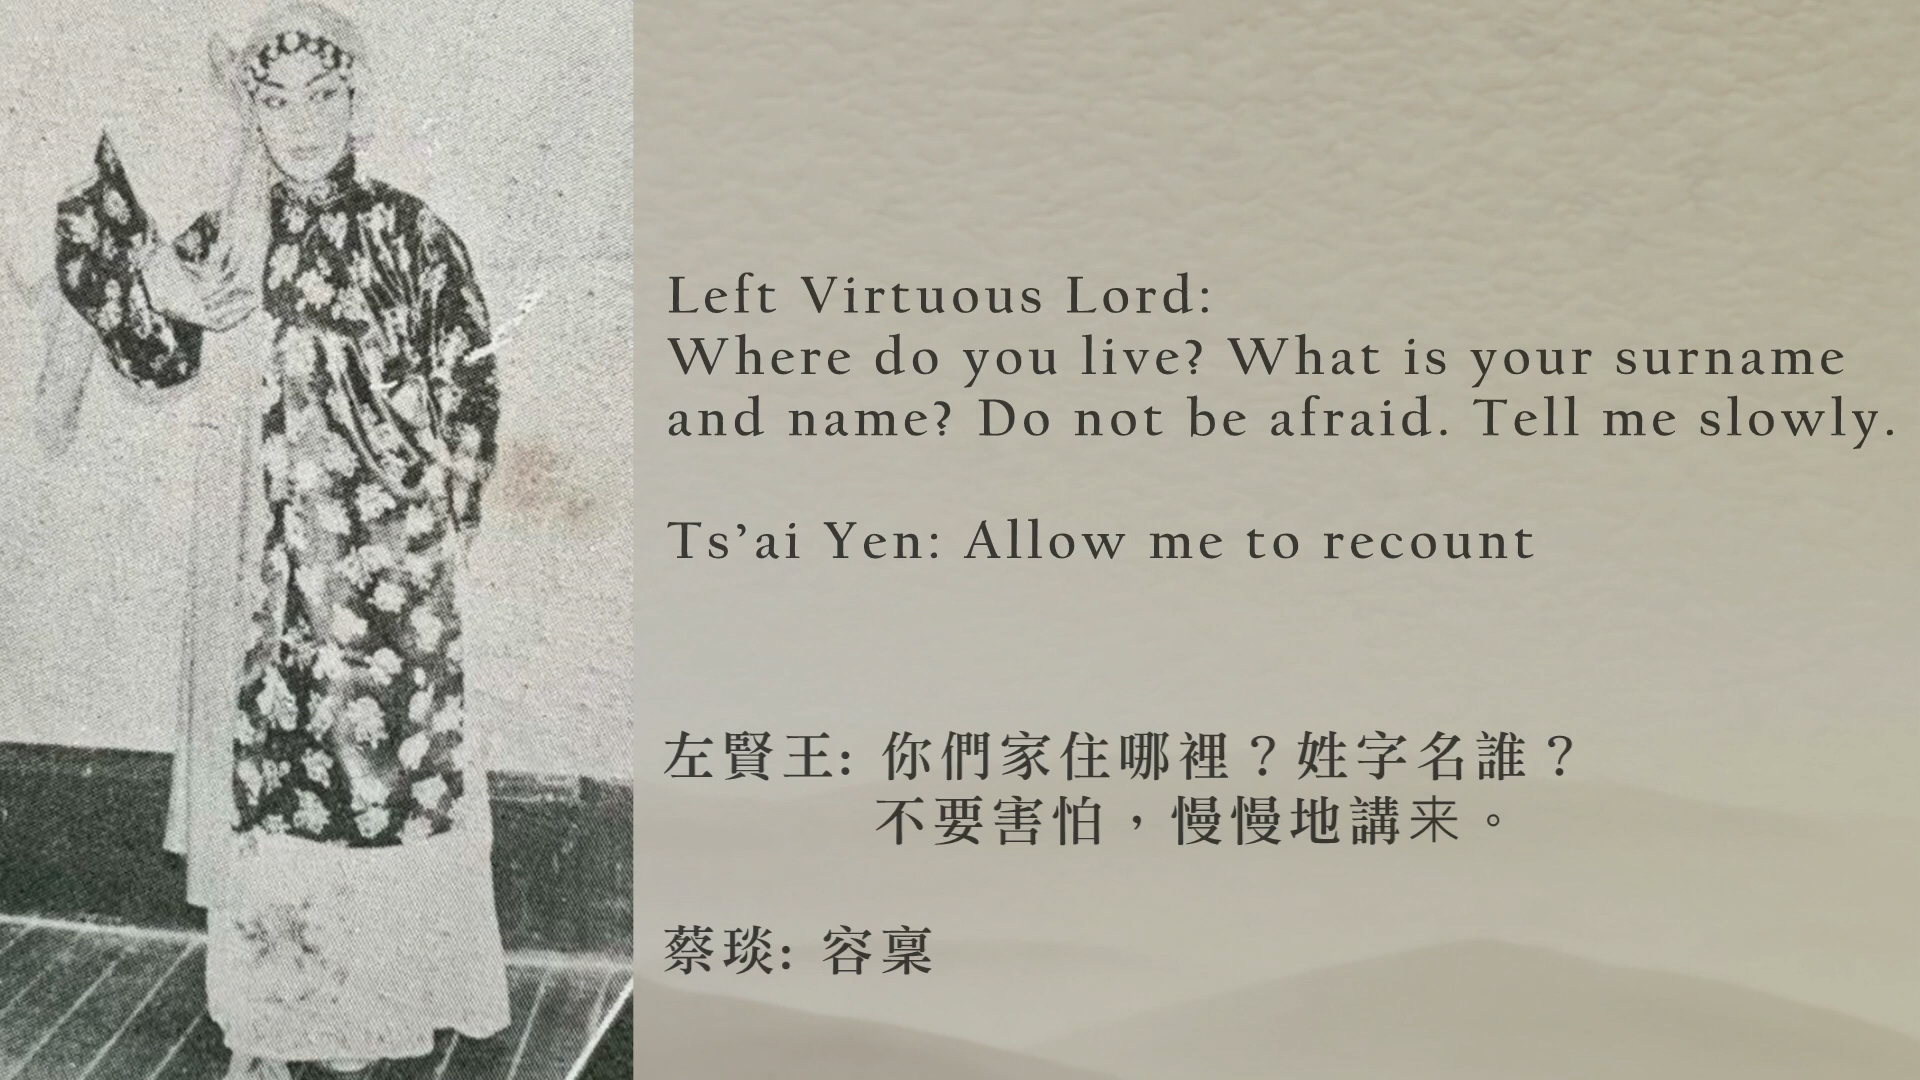 Left Virtuous Lord:
Where do you live? What is your surname
and name? Do not be afraid. Tell me slowly.
Ts’ai Yen: Allow me to recount
左賢王: 你們家住哪裡？姓字名誰？
不要害怕，慢慢地講来。
蔡琰: 容稟